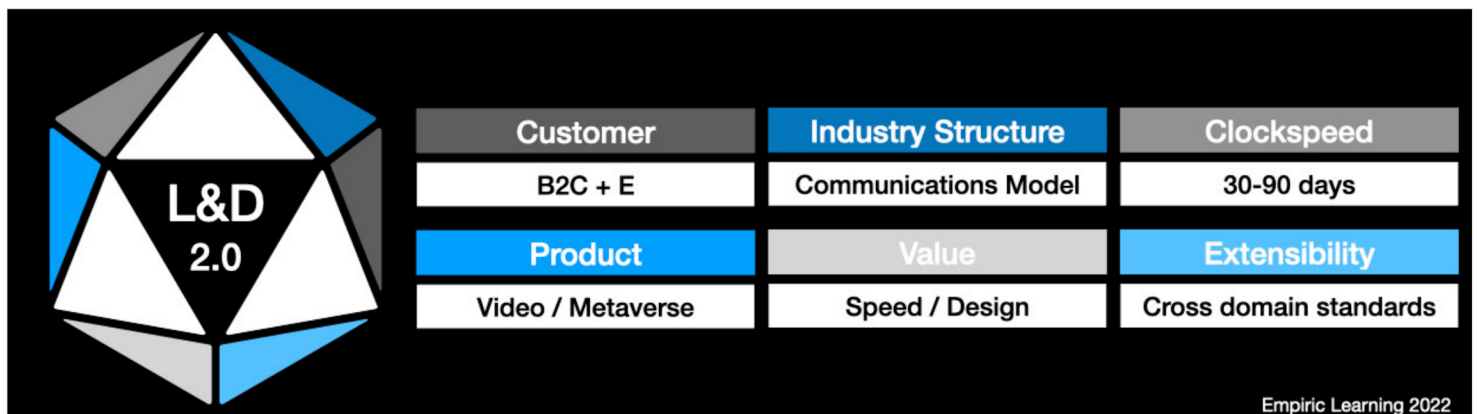 L&D
2.0
Customer
Industry Structure
Clockspeed
B2C + E
Communications Model
30-90 days
Product
Value
Extensibility
Video / Metaverse
Speed / Design
Cross domain standards
Empiric Learning 2022